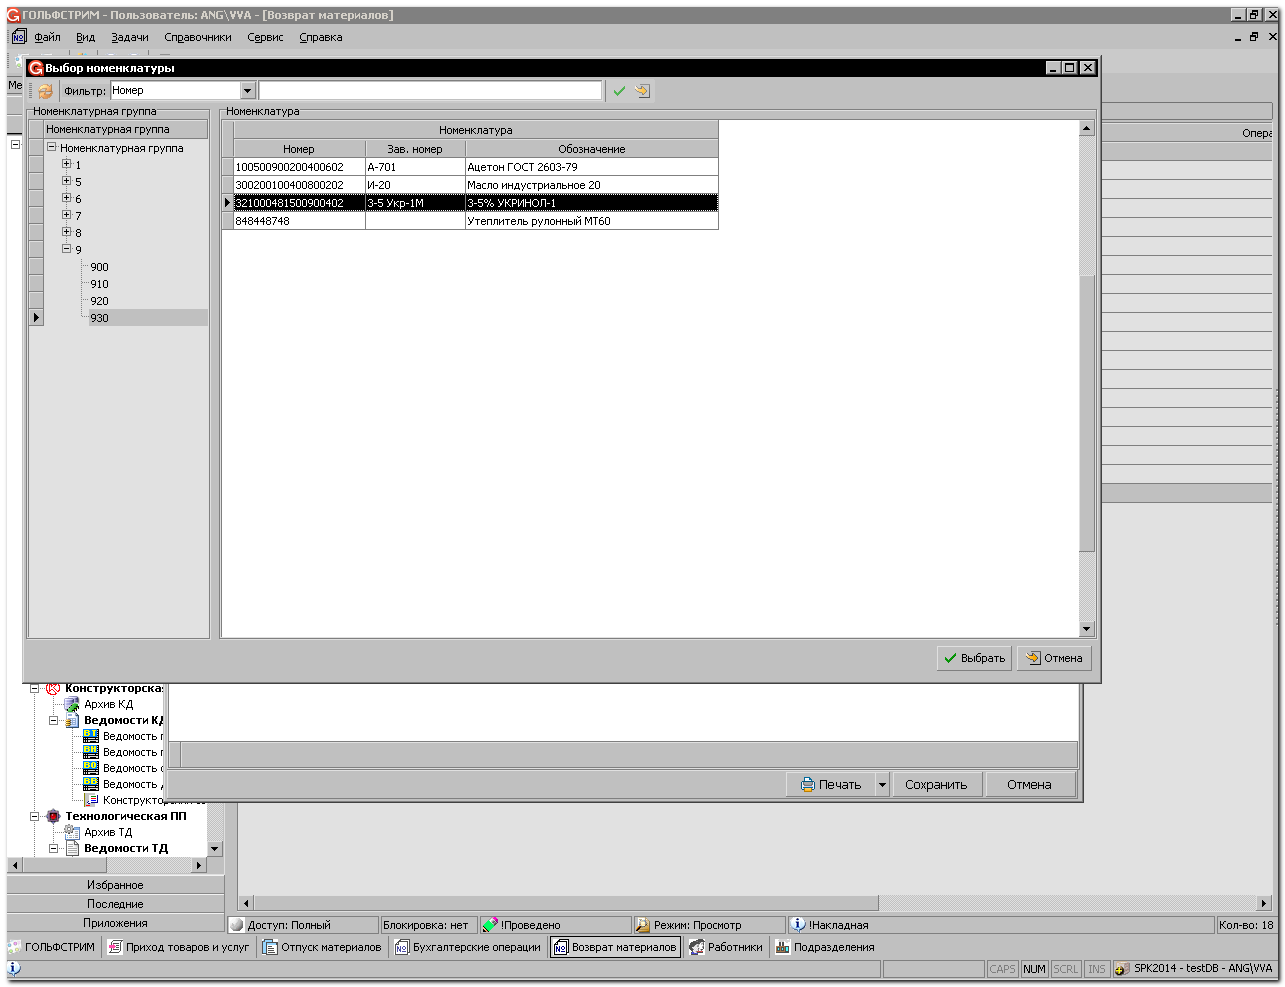 ГОЛЬФСТРИМ - Пользователь: ANG\VVA - [Возврат материалов]
Файл Вид Задачи Справочники Сервис Справка
Выбор номенклатуры
Ме
Фильтр: Номер
Номенклатурная группа
Номенклатура
Номенклатурная группа
Номенклатура
Опера
Номер Зав. номер Обозначение
Номенклатурная группа
1
5
6
7
8
9
900
910
920
930
100500900200400602 А-701 Ацетон ГОСТ 2603-79
300200100400800202 И-20 Масло индустриальное 20
321000481500900402 3-5 Укр-1М 3-5% УКРИНОЛ-1
848448748 Утеплитель рулонный МТ60
Выбрать Отмена
Конструкторска
Архив КД
Ведомости КД
Ведомость
Ведомость
Ведомость
Ведомость
Печать Сохранить Отмена
Технологическая ПП
Архив ТД
Ведомости ТД
Избранное
Последние
Приложения
Доступ: Полный Блокировка: нет !Проведено Режим: Просмотр !Накладная Кол-во: 18
ГОЛЬФСТРИМ Приход товаров и услуг Отпуск материалов Бухгалтерские операции Возврат материалов Работники Подразделения
CAPS NUM SCRL INS SPK2014 - testDB - ANG\VVA